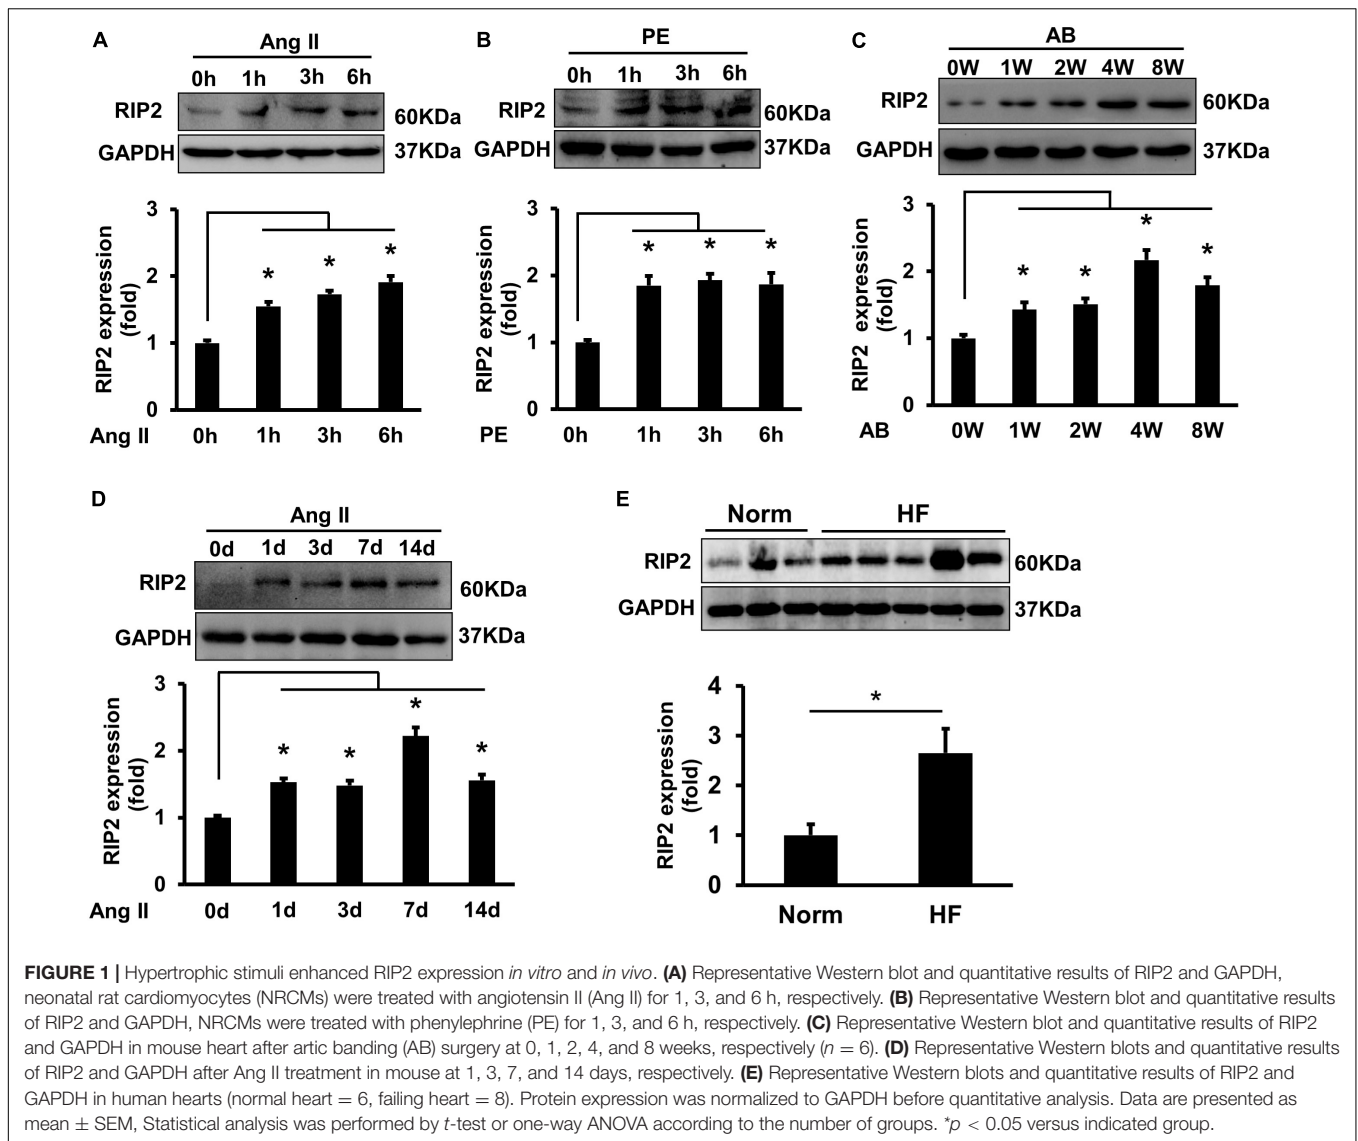 A
Ang II
0h 1h 3h 6h
RIP2
60KDa
GAPDH
37KDa
3
2
1
0
RIP2 expression
(fold)
*
*
*
Ang II 0h 1h 3h 6h
B
PE
0h 1h 3h 6h
RIP2
60KDa
GAPDH
37KDa
3
2
1
0
RIP2 expression
(fold)
*
*
*
PE 0h 1h 3h 6h
C
AB
0W 1W 2W 4W 8W
RIP2
60KDa
GAPDH
37KDa
3
2
1
0
RIP2 expression
(fold)
*
*
*
*
AB 0W 1W 2W 4W 8W
D
Ang II
0d 1d 3d 7d 14d
RIP2
60KDa
GAPDH
37KDa
3
2
1
0
RIP2 expression
(fold)
*
*
*
*
Ang II 0d 1d 3d 7d 14d
E
Norm HF
RIP2
60KDa
GAPDH
37KDa
4
3
2
1
0
RIP2 expression
(fold)
*
Norm HF
FIGURE 1 | Hypertrophic stimuli enhanced RIP2 expression in vitro and in vivo. (A) Representative Western blot and quantitative results of RIP2 and GAPDH,
neonatal rat cardiomyocytes (NRCMs) were treated with angiotensin II (Ang II) for 1, 3, and 6 h, respectively. (B) Representative Western blot and quantitative results
of RIP2 and GAPDH, NRCMs were treated with phenylephrine (PE) for 1, 3, and 6 h, respectively. (C) Representative Western blot and quantitative results of RIP2
and GAPDH in mouse heart after artic banding (AB) surgery at 0, 1, 2, 4, and 8 weeks, respectively (n = 6). (D) Representative Western blots and quantitative results
of RIP2 and GAPDH after Ang II treatment in mouse at 1, 3, 7, and 14 days, respectively. (E) Representative Western blots and quantitative results of RIP2 and
GAPDH in human hearts (normal heart = 6, failing heart = 8). Protein expression was normalized to GAPDH before quantitative analysis. Data are presented as
mean ± SEM, Statistical analysis was performed by t-test or one-way ANOVA according to the number of groups. *p < 0.05 versus indicated group.